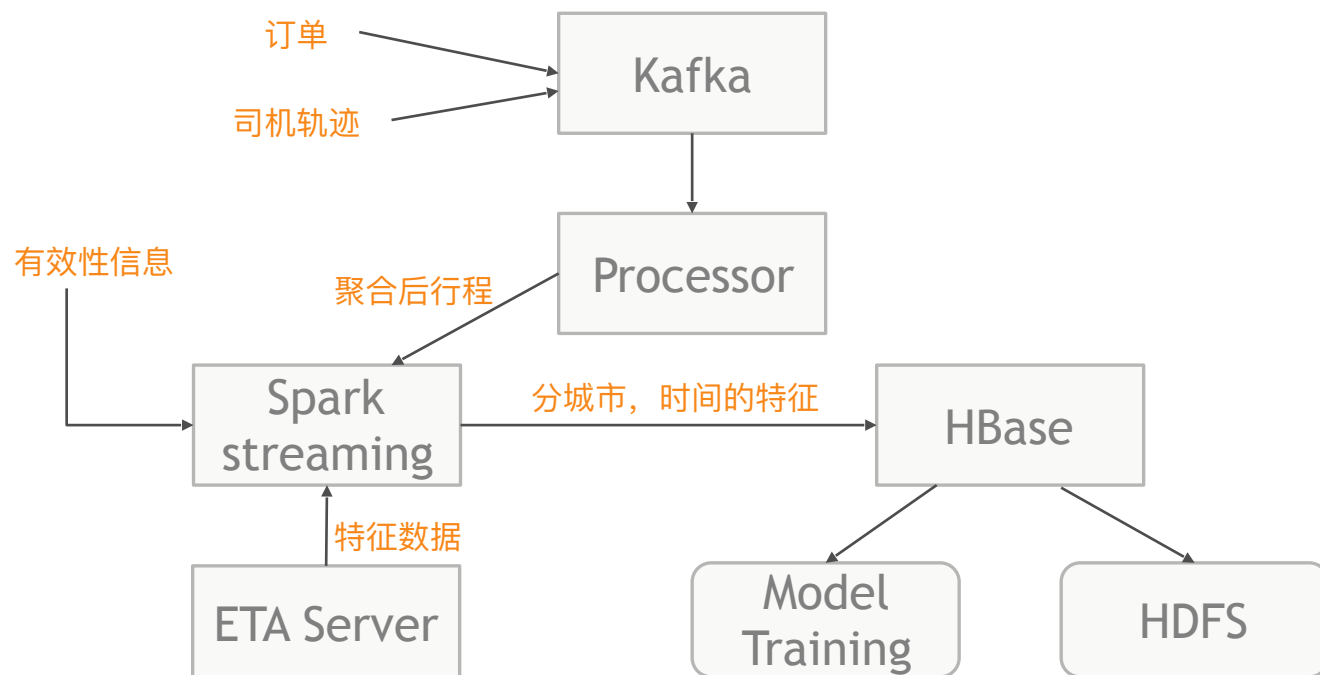 订单
Kafka
司机轨迹
Processor
有效性信息
聚合后行程
Spark
streaming
分城市，时间的特征
HBase
特征数据
ETA Server
Model
Training
HDFS